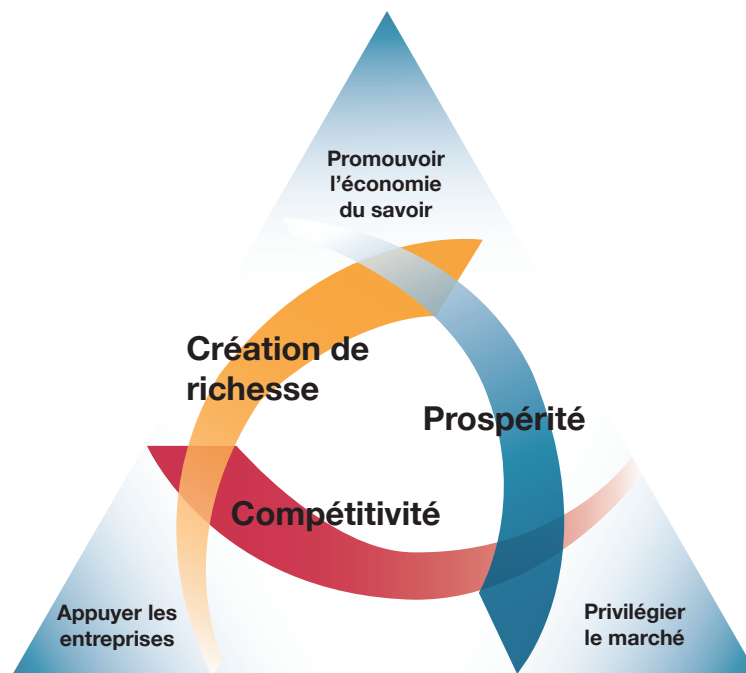 Promouvoir
l'économie
du savoir
Création de
richesse
Prospérité
Compétitivité
Appuyer les
entreprises
Privilégier
le marché